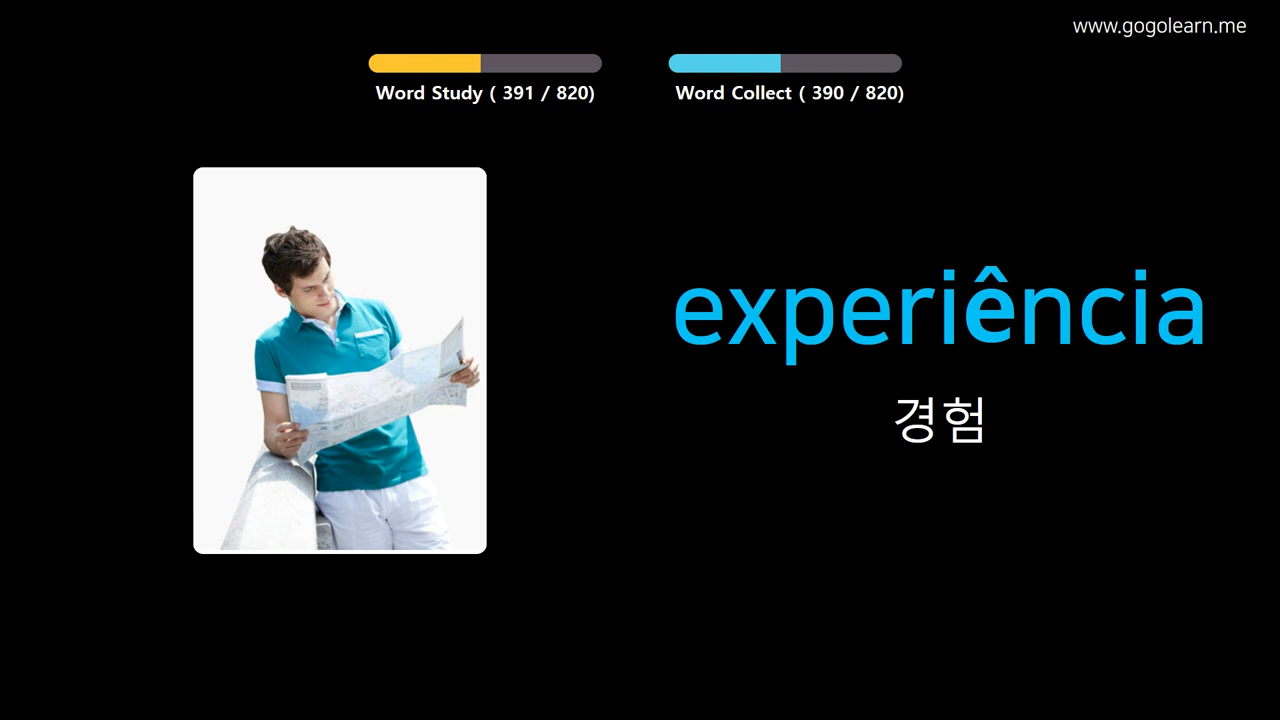 www.gogolearn.me
Word Study ( 391 / 820)
Word Collect ( 390 / 820)
experiência
경험